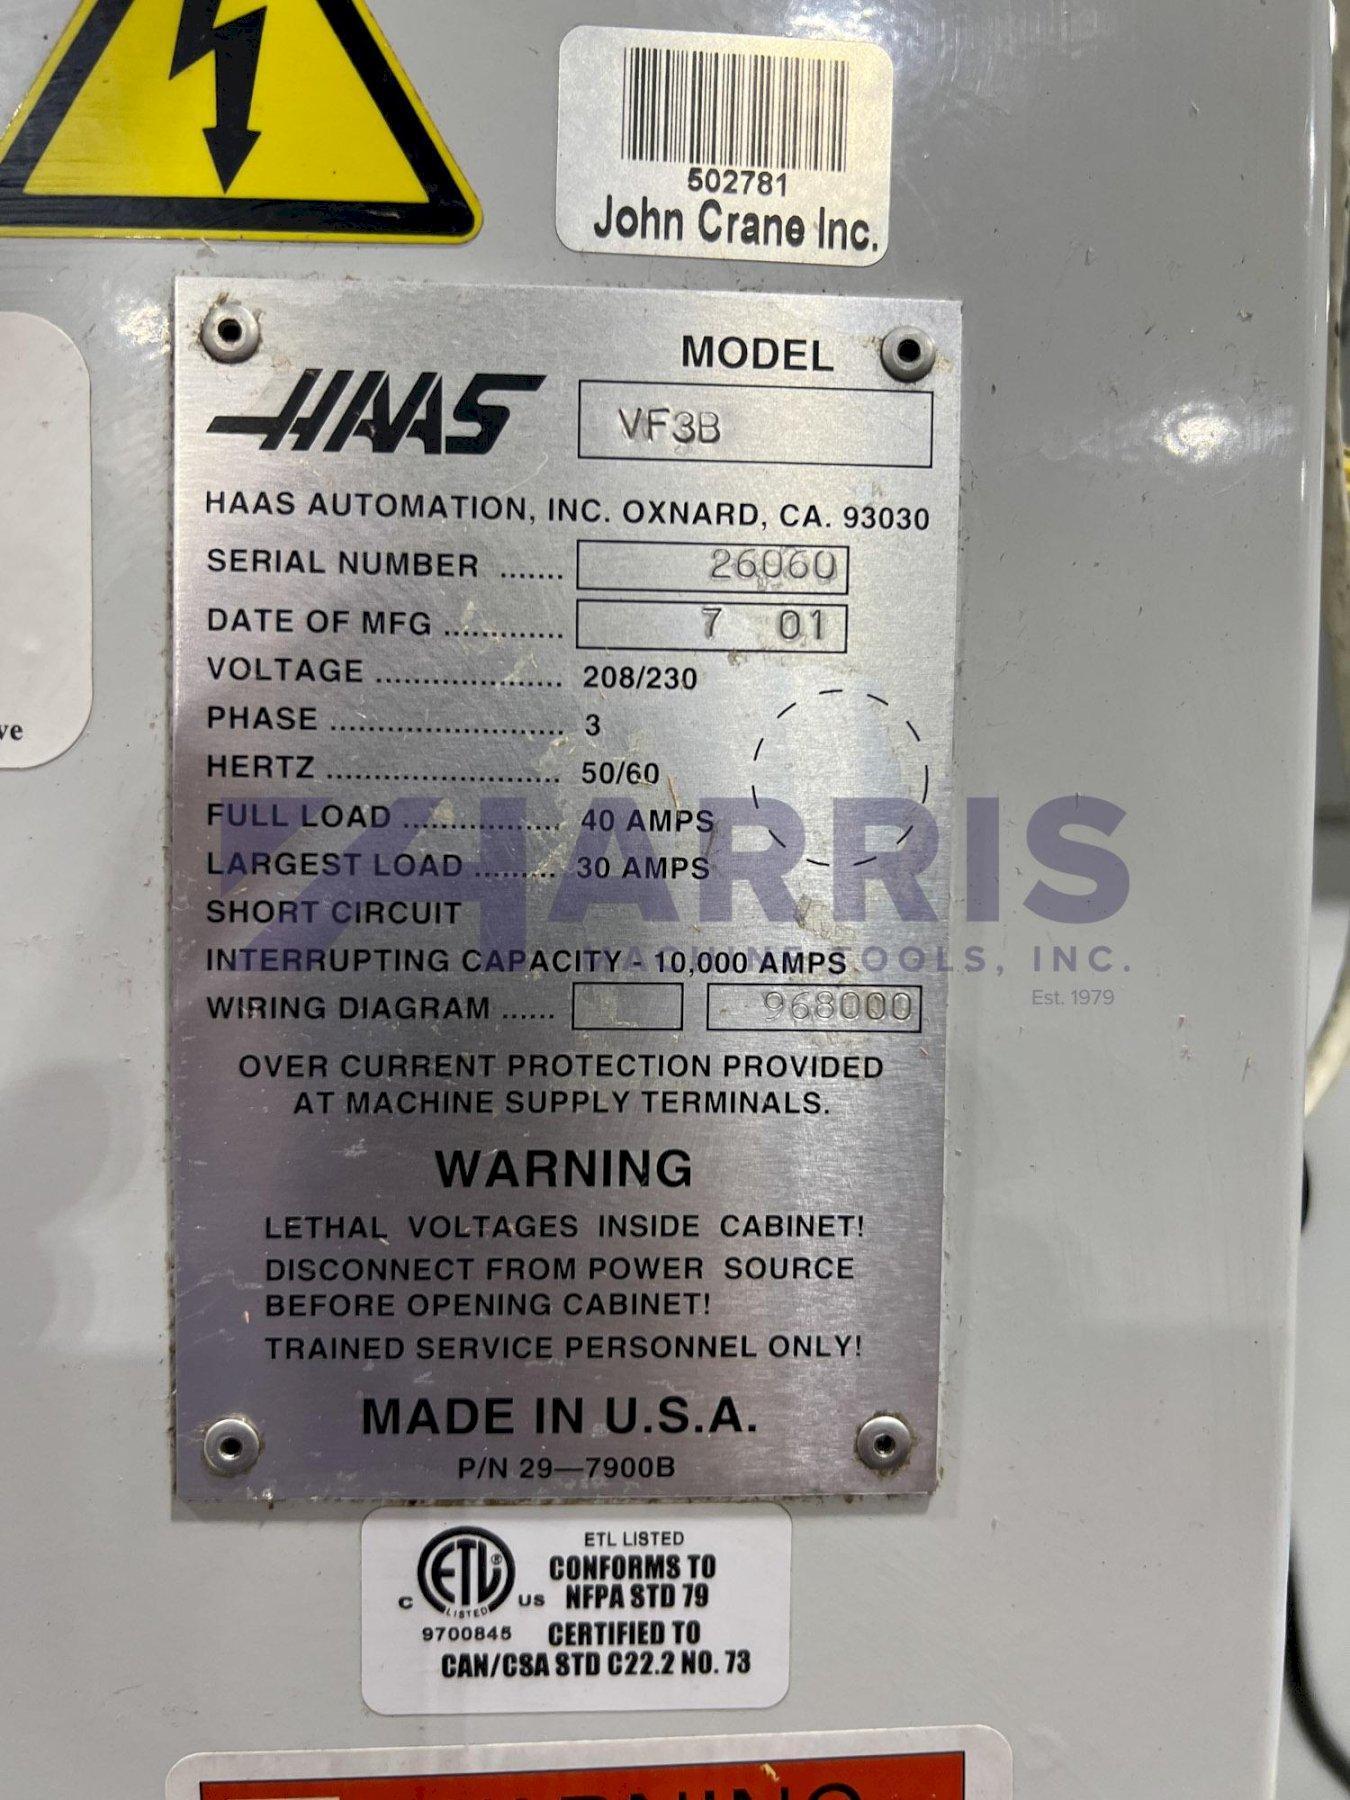 502781
John Crane Inc.
HAAS
MODEL
VF3B
HAAS AUTOMATION, INC. OXNARD, CA. 93030
SERIAL NUMBER ....... 26060
DATE OF MFG ............. 7 01
VOLTAGE .................... 208/230
PHASE ......................... 3
HERTZ ......................... 50/60
FULL LOAD ................. 40 AMPS
LARGEST LOAD ......... 30 AMPS
SHORT CIRCUIT
INTERRUPTING CAPACITY - 10,000 AMPS
WIRING DIAGRAM ...... 968000
HARRIS
MACHINE TOOLS, INC.
Est. 1979
OVER CURRENT PROTECTION PROVIDED
AT MACHINE SUPPLY TERMINALS.
WARNING
LETHAL VOLTAGES INSIDE CABINET!
DISCONNECT FROM POWER SOURCE
BEFORE OPENING CABINET!
TRAINED SERVICE PERSONNEL ONLY!
MADE IN U.S.A.
P/N 29—7900B
ETL LISTED
CONFORMS TO
NFPA STD 79
C ETL® LISTED US
9700845
CERTIFIED TO
CAN/CSA STD C22.2 NO. 73